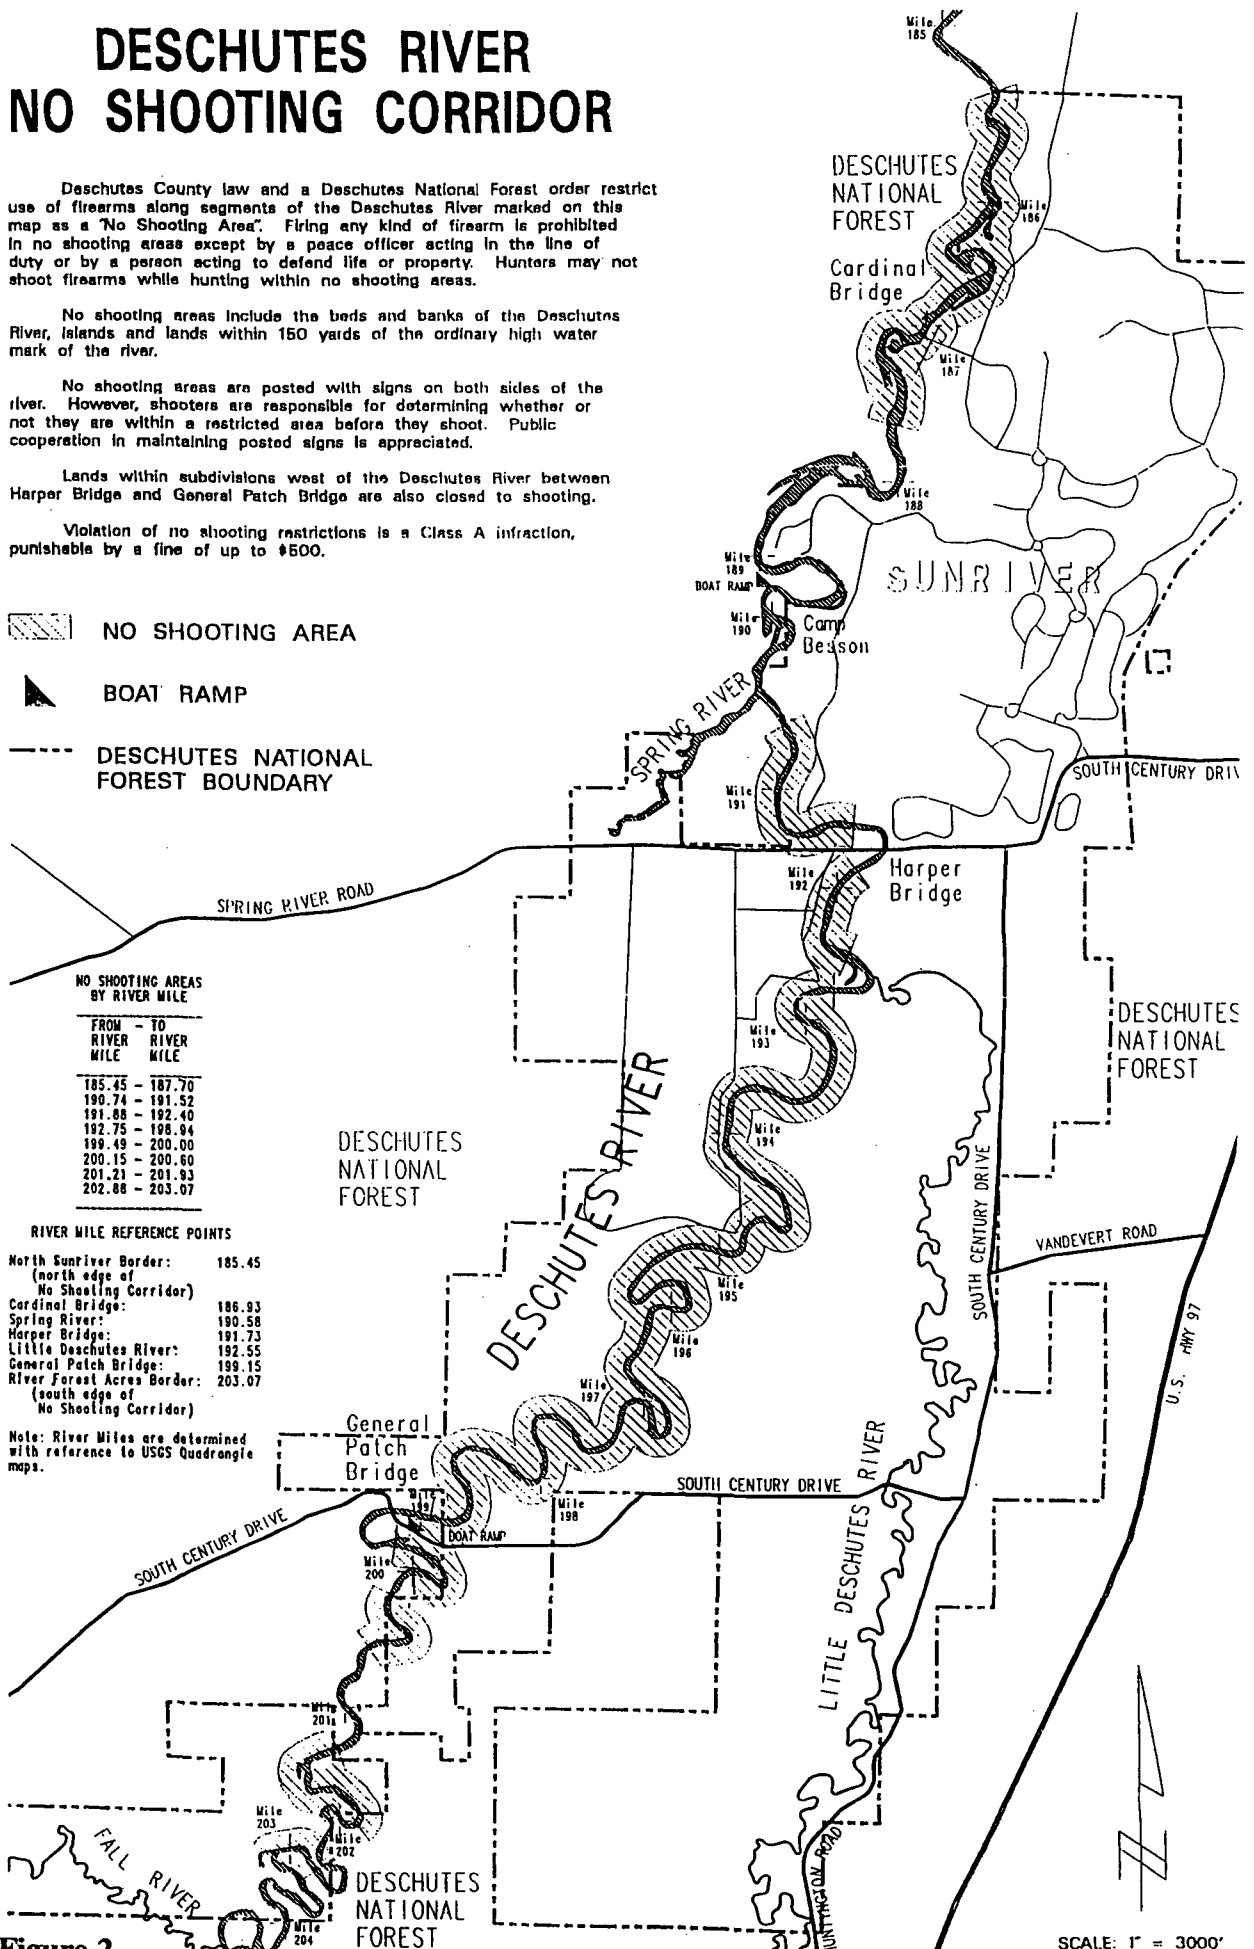 DESCHUTES RIVER
NO SHOOTING CORRIDOR
Deschutes County law and a Deschutes National Forest order restrict
use of firearms along segments of the Deschutes River marked on this
map as a "No Shooting Area". Firing any kind of firearm is prohibited
in no shooting areas except by a peace officer acting in the line of
duty or by a person acting to defend life or property. Hunters may not
shoot firearms while hunting within no shooting areas.
No shooting areas include the beds and banks of the Deschutes
River, islands and lands within 150 yards of the ordinary high water
mark of the river.
No shooting areas are posted with signs on both sides of the
river. However, shooters are responsible for determining whether or
not they are within a restricted area before they shoot. Public
cooperation in maintaining posted signs is appreciated.
Lands within subdivisions west of the Deschutes River between
Harper Bridge and General Patch Bridge are also closed to shooting.
Violation of no shooting restrictions is a Class A infraction,
punishable by a fine of up to $500.
NO SHOOTING AREA
BOAT RAMP
DESCHUTES NATIONAL
FOREST BOUNDARY
Mile
185
DESCHUTES
NATIONAL
FOREST
Mile
186
Cardinal
Bridge
Mile
187
Mile
188
Mile
189
BOAT RAMP
SUNRIVER
Mile
190
Camp
Besson
SPRING RIVER
SOUTH CENTURY DRIV
Mile
191
Mile
192
Harper
Bridge
SPRING RIVER ROAD
NO SHOOTING AREAS
BY RIVER MILE
FROM - TO
RIVER RIVER
MILE MILE
185.45 - 187.70
190.74 - 191.52
191.88 - 192.40
192.75 - 198.94
199.49 - 200.00
200.15 - 200.60
201.21 - 201.93
202.86 - 203.07
RIVER MILE REFERENCE POINTS
North Sunriver Border: 185.45
(north edge of
No Shooting Corridor)
Cardinal Bridge: 186.93
Spring River: 190.58
Harper Bridge: 191.73
Little Deschutes River: 192.55
General Patch Bridge: 199.15
River Forest Acres Border: 203.07
(south edge of
No Shooting Corridor)
Note: River Miles are determined
with reference to USGS Quadrangle
maps.
DESCHUTES
NATIONAL
FOREST
Mile
193
DESCHUTES RIVER
DESCHUTES
NATIONAL
FOREST
Mile
194
SOUTH CENTURY DRIVE
VANDEVERT ROAD
Mile
195
U.S. HWY 97
Mile
196
Mile
197
General
Patch
Bridge
SOUTH CENTURY DRIVE
Mile
198
Mile
199
BOAT RAMP
SOUTH CENTURY DRIVE
LITTLE DESCHUTES RIVER
Mile
200
Mile
201
Mile
203
Mile
202
FALL RIVER
DESCHUTES
NATIONAL
FOREST
Mile
204
HUNTINGTON ROAD
Figure 2
SCALE: 1" = 3000'